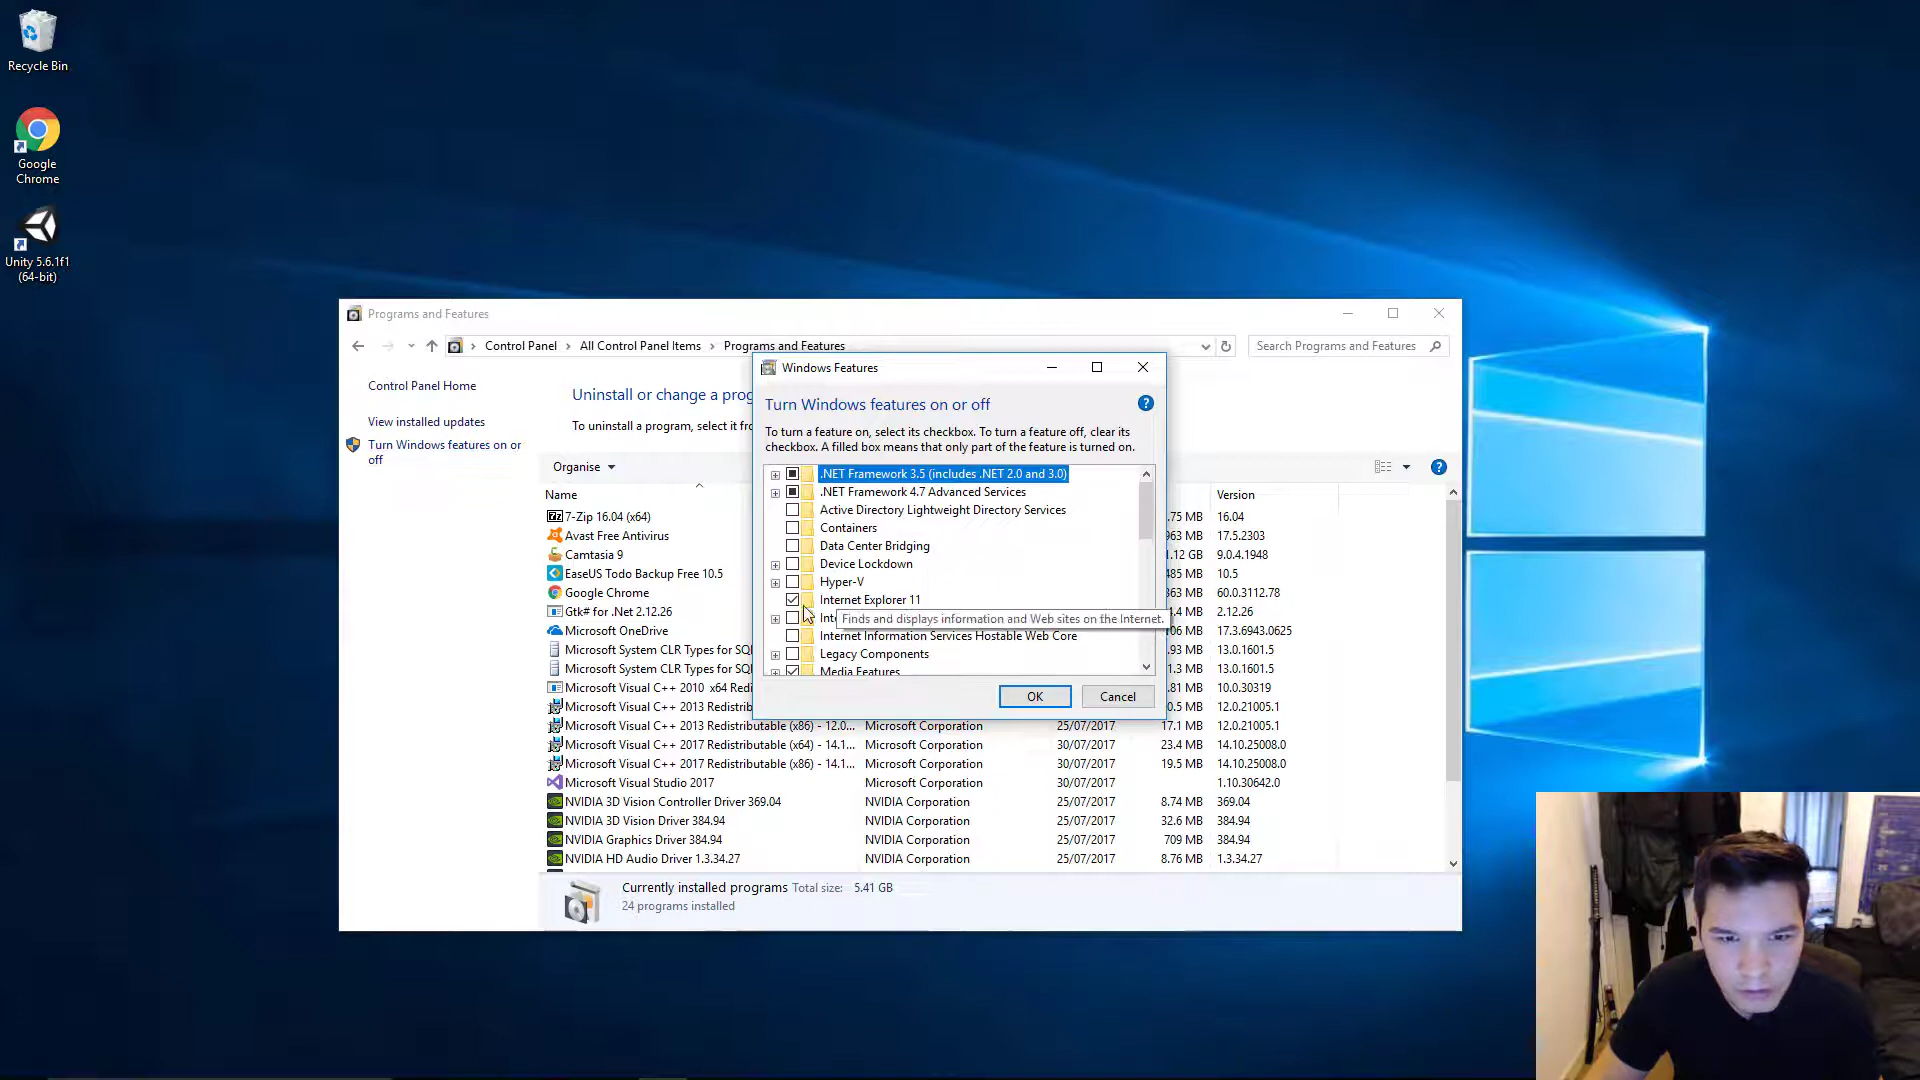 Recycle Bin
Google
Chrome
Unity 5.6.1f1
(64-bit)
Programs and Features
Control Panel
All Control Panel Items
Programs and Features
Search Programs and Features
Control Panel Home
View installed updates
Turn Windows features on or
off
Uninstall or change a prog
To uninstall a program, select it fro
Organise
Name
Version
7-Zip 16.04 (x64)
.75 MB
16.04
Avast Free Antivirus
963 MB
17.5.2303
Camtasia 9
1.12 GB
9.0.4.1948
EaseUS Todo Backup Free 10.5
485 MB
10.5
Google Chrome
60.0.3112.78
Gtk# for .Net 2.12.26
4.4 MB
2.12.26
Microsoft OneDrive
106 MB
17.3.6943.0625
Microsoft System CLR Types for SQ
.93 MB
13.0.1601.5
Microsoft System CLR Types for SQ
1.3 MB
13.0.1601.5
Microsoft Visual C++ 2010 x64 Redi
.81 MB
10.0.30319
Microsoft Visual C++ 2013 Redistributable (x64) - 12.0...
0.5 MB
12.0.21005.1
Microsoft Visual C++ 2013 Redistributable (x86) - 12.0...
Microsoft Corporation
25/07/2017
17.1 MB
12.0.21005.1
Microsoft Visual C++ 2017 Redistributable (x64) - 14.1...
Microsoft Corporation
30/07/2017
23.4 MB
14.10.25008.0
Microsoft Visual C++ 2017 Redistributable (x86) - 14.1...
Microsoft Corporation
30/07/2017
19.5 MB
14.10.25008.0
Microsoft Visual Studio 2017
Microsoft Corporation
30/07/2017
1.10.30642.0
NVIDIA 3D Vision Controller Driver 369.04
NVIDIA Corporation
25/07/2017
8.74 MB
369.04
NVIDIA 3D Vision Driver 384.94
NVIDIA Corporation
25/07/2017
32.6 MB
384.94
NVIDIA Graphics Driver 384.94
NVIDIA Corporation
25/07/2017
709 MB
384.94
NVIDIA HD Audio Driver 1.3.34.27
NVIDIA Corporation
25/07/2017
8.76 MB
1.3.34.27
Currently installed programs Total size: 5.41 GB
24 programs installed
Windows Features
Turn Windows features on or off
To turn a feature on, select its checkbox. To turn a feature off, clear its
checkbox. A filled box means that only part of the feature is turned on.
.NET Framework 3.5 (includes .NET 2.0 and 3.0)
.NET Framework 4.7 Advanced Services
Active Directory Lightweight Directory Services
Containers
Data Center Bridging
Device Lockdown
Hyper-V
Internet Explorer 11
Inte
Finds and displays information and Web sites on the Internet.
Internet Information Services Hostable Web Core
Legacy Components
Media Features
OK
Cancel